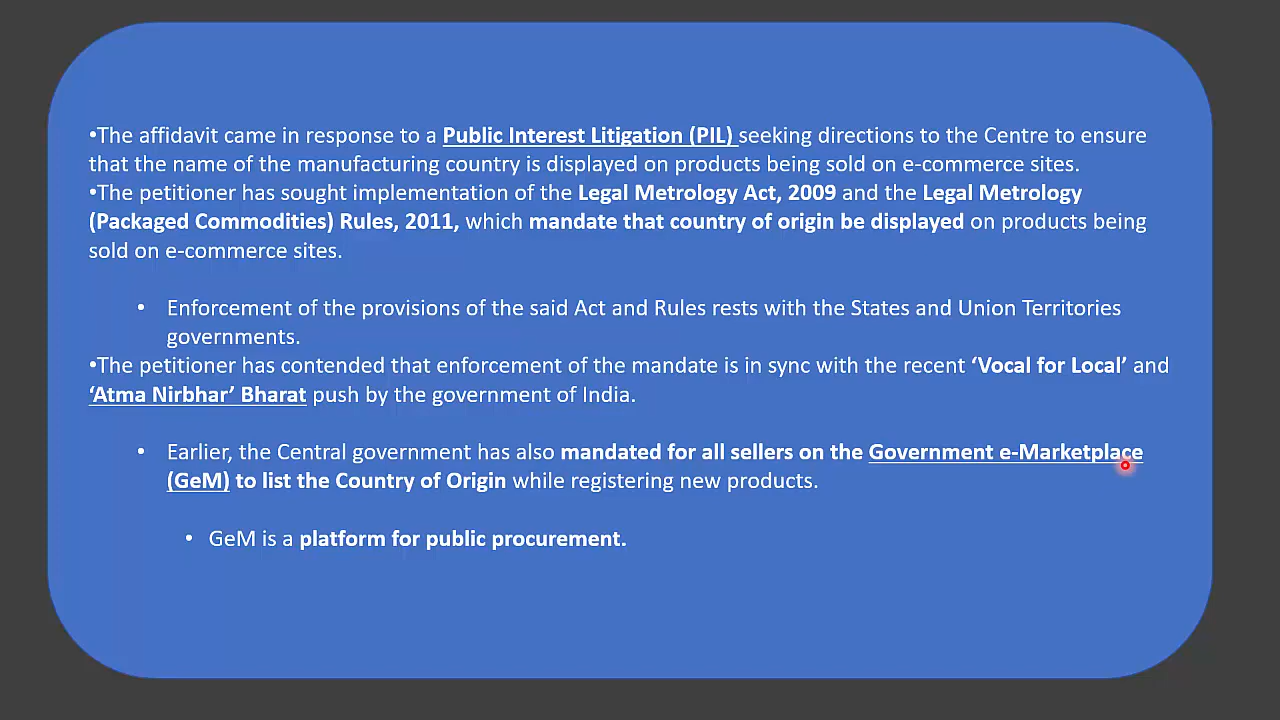 •The affidavit came in response to a Public Interest Litigation (PIL) seeking directions to the Centre to ensure
that the name of the manufacturing country is displayed on products being sold on e-commerce sites.
•The petitioner has sought implementation of the Legal Metrology Act, 2009 and the Legal Metrology
(Packaged Commodities) Rules, 2011, which mandate that country of origin be displayed on products being
sold on e-commerce sites.
• Enforcement of the provisions of the said Act and Rules rests with the States and Union Territories
governments.
•The petitioner has contended that enforcement of the mandate is in sync with the recent ‘Vocal for Local’ and
‘Atma Nirbhar’ Bharat push by the government of India.
• Earlier, the Central government has also mandated for all sellers on the Government e-Marketplace
(GeM) to list the Country of Origin while registering new products.
• GeM is a platform for public procurement.